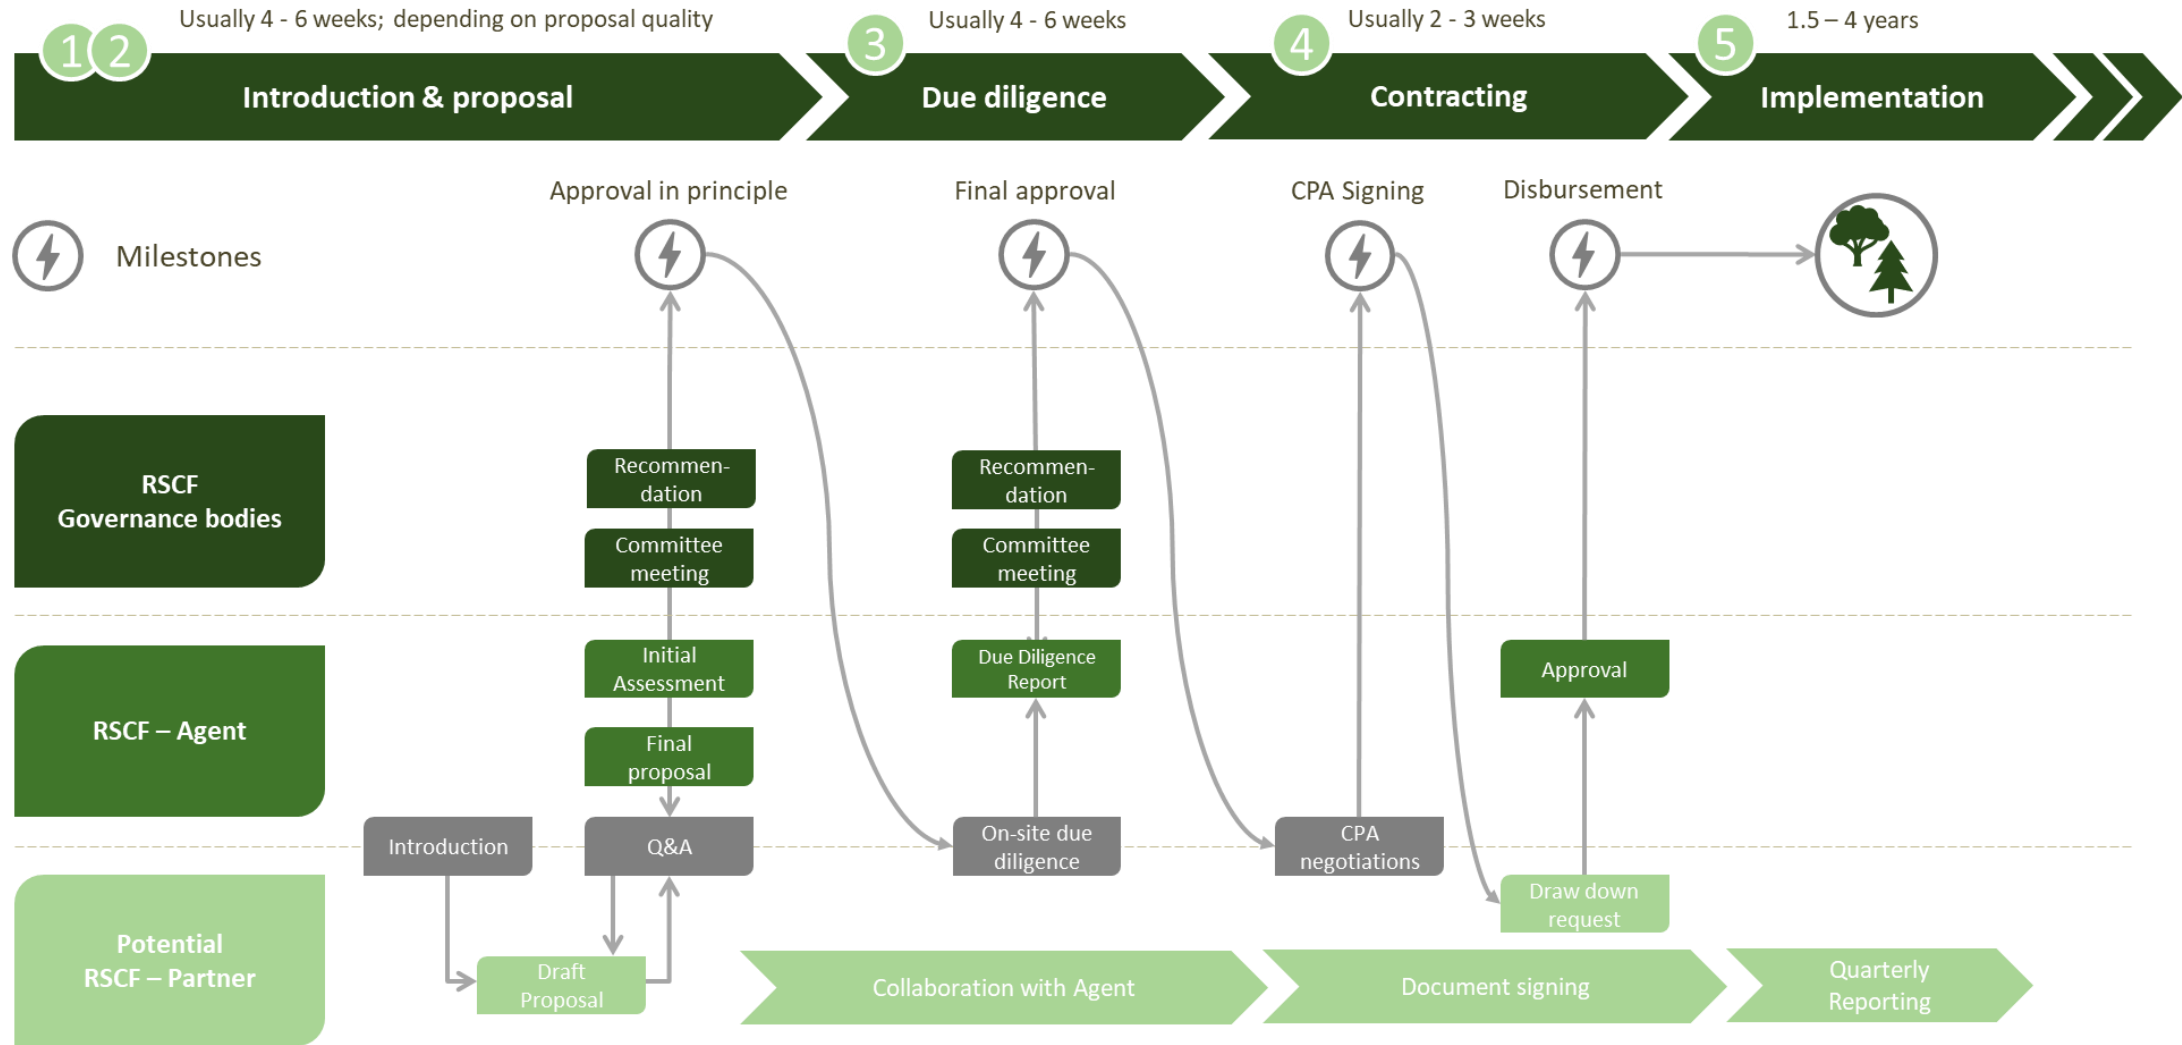 Usually 4 - 6 weeks; depending on proposal quality
Usually 4 - 6 weeks
Usually 2 - 3 weeks
1.5 – 4 years
1
2
3
4
5
Introduction & proposal
Due diligence
Contracting
Implementation
Approval in principle
Final approval
CPA Signing
Disbursement
Milestones
RSCF
Governance bodies
Recommen-
dation
Committee
meeting
Recommen-
dation
Committee
meeting
RSCF – Agent
Initial
Assessment
Final
proposal
Due Diligence
Report
Approval
Introduction
Q&A
On-site due
diligence
CPA
negotiations
Potential
RSCF – Partner
Draft
Proposal
Draw down
request
Collaboration with Agent
Document signing
Quarterly
Reporting